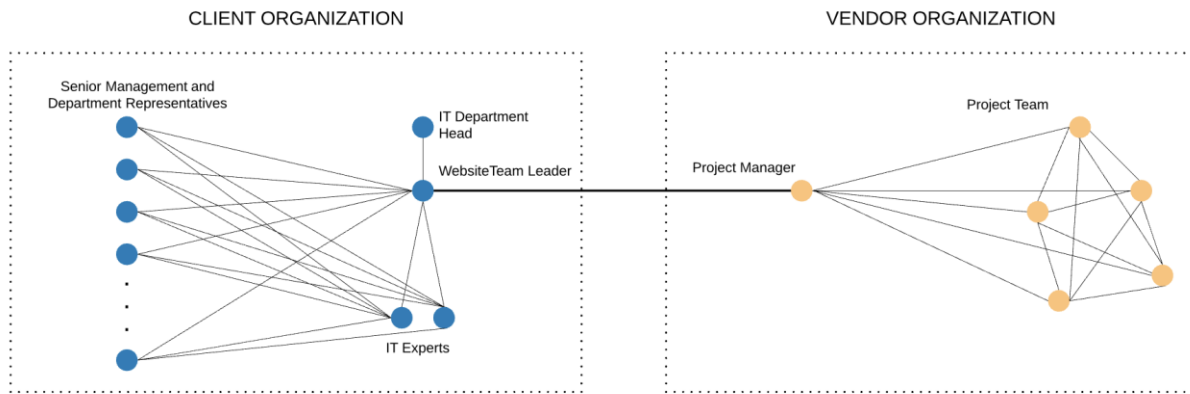 CLIENT ORGANIZATION
VENDOR ORGANIZATION
Senior Management and
Department Representatives
IT Department
Head
WebsiteTeam Leader
IT Experts
Project Manager
Project Team